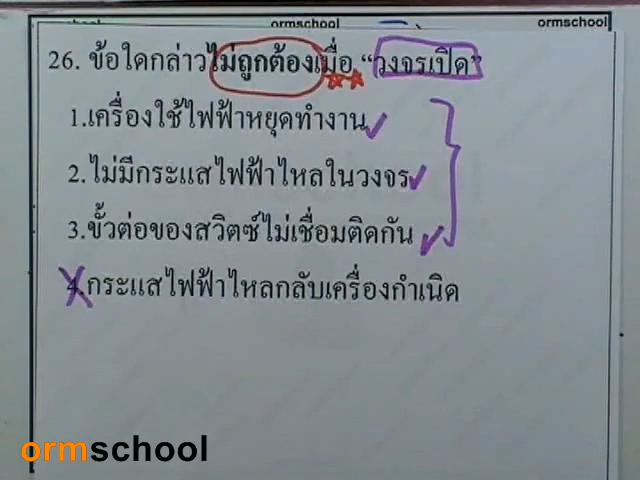 ormschool ormschool
26. ข้อใดกล่าวไม่ถูกต้องเมื่อ “วงจรเปิด”
1.เครื่องใช้ไฟฟ้าหยุดทำงาน
2.ไม่มีกระแสไฟฟ้าไหลในวงจร
3.ขั้วต่อของสวิตซ์ไม่เชื่อมติดกัน
4.กระแสไฟฟ้าไหลกลับเครื่องกำเนิด
ormschool